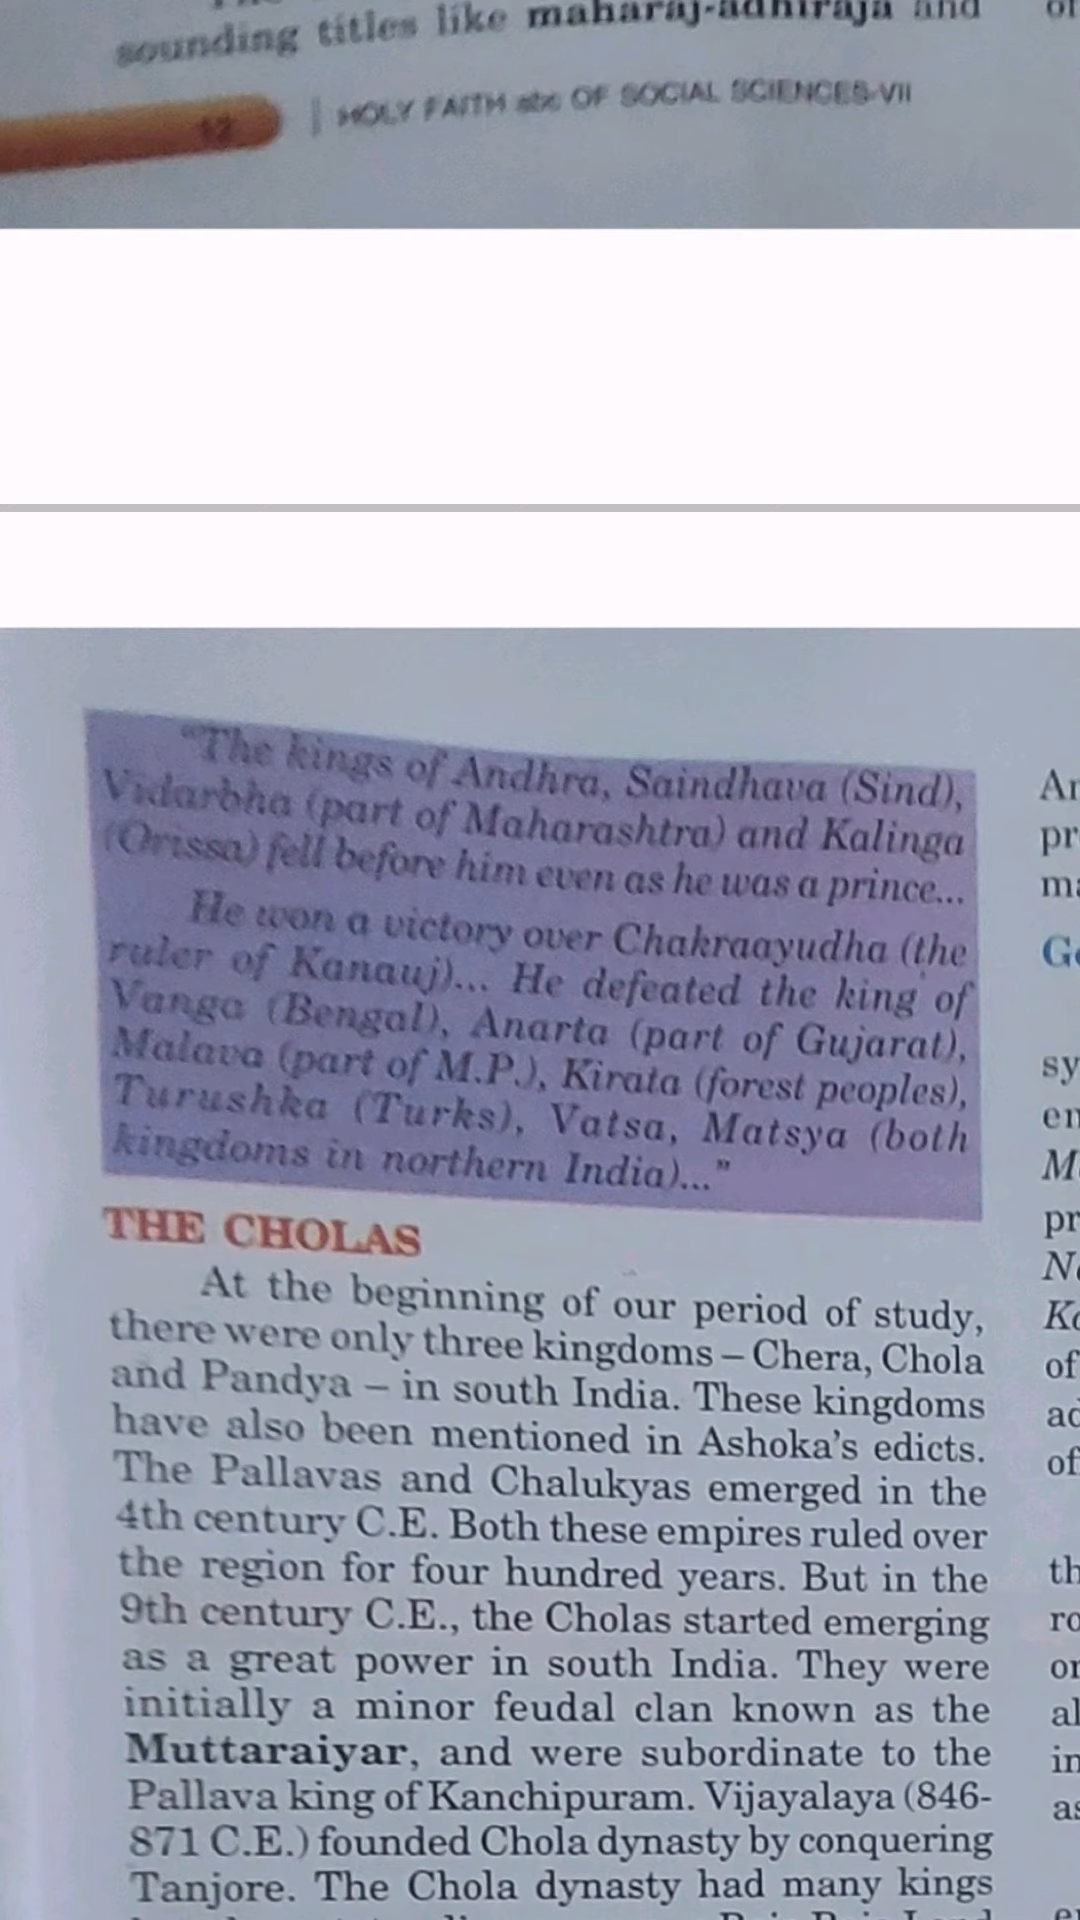 sounding titles like maharaj-adhiraja and
12 | HOLY FAITH abc OF SOCIAL SCIENCES-VII
"The kings of Andhra, Saindhava (Sind),
Vidarbha (part of Maharashtra) and Kalinga
(Orissa) fell before him even as he was a prince...
He won a victory over Chakraayudha (the
ruler of Kanauj)... He defeated the king of
Vanga (Bengal), Anarta (part of Gujarat),
Malava (part of M.P.), Kirata (forest peoples),
Turushka (Turks), Vatsa, Matsya (both
kingdoms in northern India)..."
THE CHOLAS
At the beginning of our period of study,
there were only three kingdoms – Chera, Chola
and Pandya – in south India. These kingdoms
have also been mentioned in Ashoka's edicts.
The Pallavas and Chalukyas emerged in the
4th century C.E. Both these empires ruled over
the region for four hundred years. But in the
9th century C.E., the Cholas started emerging
as a great power in south India. They were
initially a minor feudal clan known as the
Muttaraiyar, and were subordinate to the
Pallava king of Kanchipuram. Vijayalaya (846-
871 C.E.) founded Chola dynasty by conquering
Tanjore. The Chola dynasty had many kings